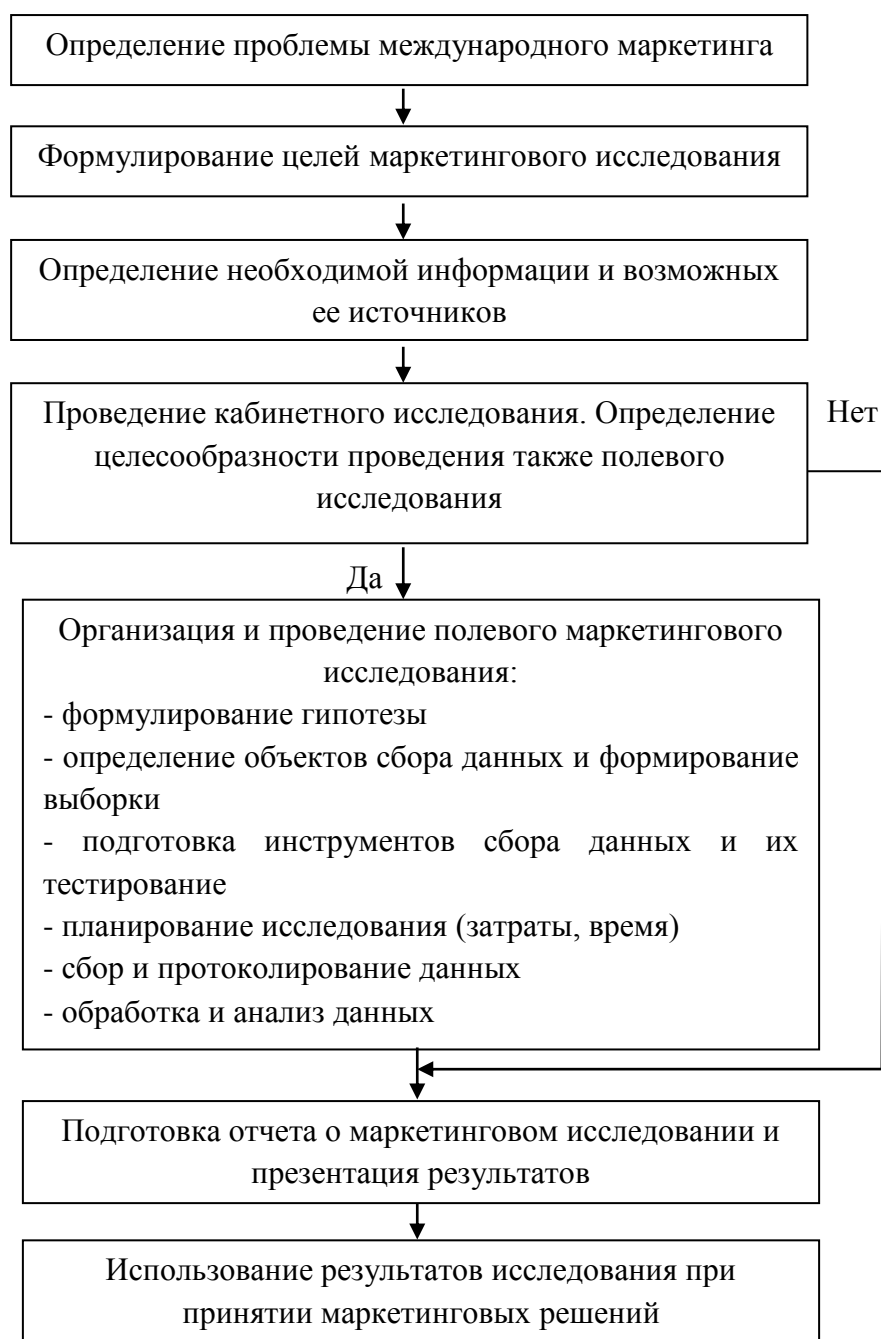 Определение проблемы международного маркетинга
Формулирование целей маркетингового исследования
Определение необходимой информации и возможных
ее источников
Проведение кабинетного исследования. Определение
целесообразности проведения также полевого
исследования
Нет
Да
Организация и проведение полевого маркетингового
исследования:
- формулирование гипотезы
- определение объектов сбора данных и формирование
выборки
- подготовка инструментов сбора данных и их
тестирование
- планирование исследования (затраты, время)
- сбор и протоколирование данных
- обработка и анализ данных
Подготовка отчета о маркетинговом исследовании и
презентация результатов
Использование результатов исследования при
принятии маркетинговых решений